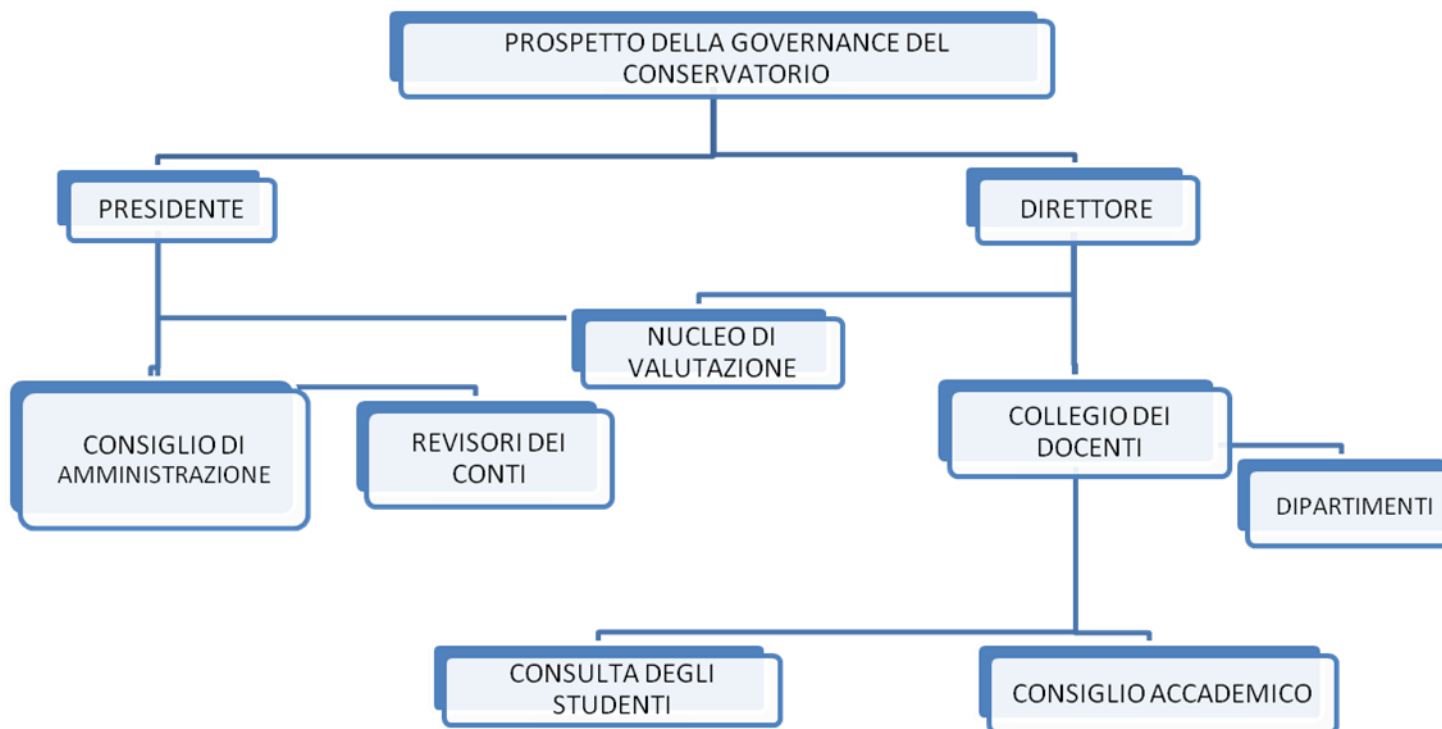 PROSPETTO DELLA GOVERNANCE DEL
CONSERVATORIO
PRESIDENTE
DIRETTORE
NUCLEO DI
VALUTAZIONE
CONSIGLIO DI
AMMINISTRAZIONE
REVISORI DEI
CONTI
COLLEGIO DEI
DOCENTI
DIPARTIMENTI
CONSULTA DEGLI
STUDENTI
CONSIGLIO ACCADEMICO